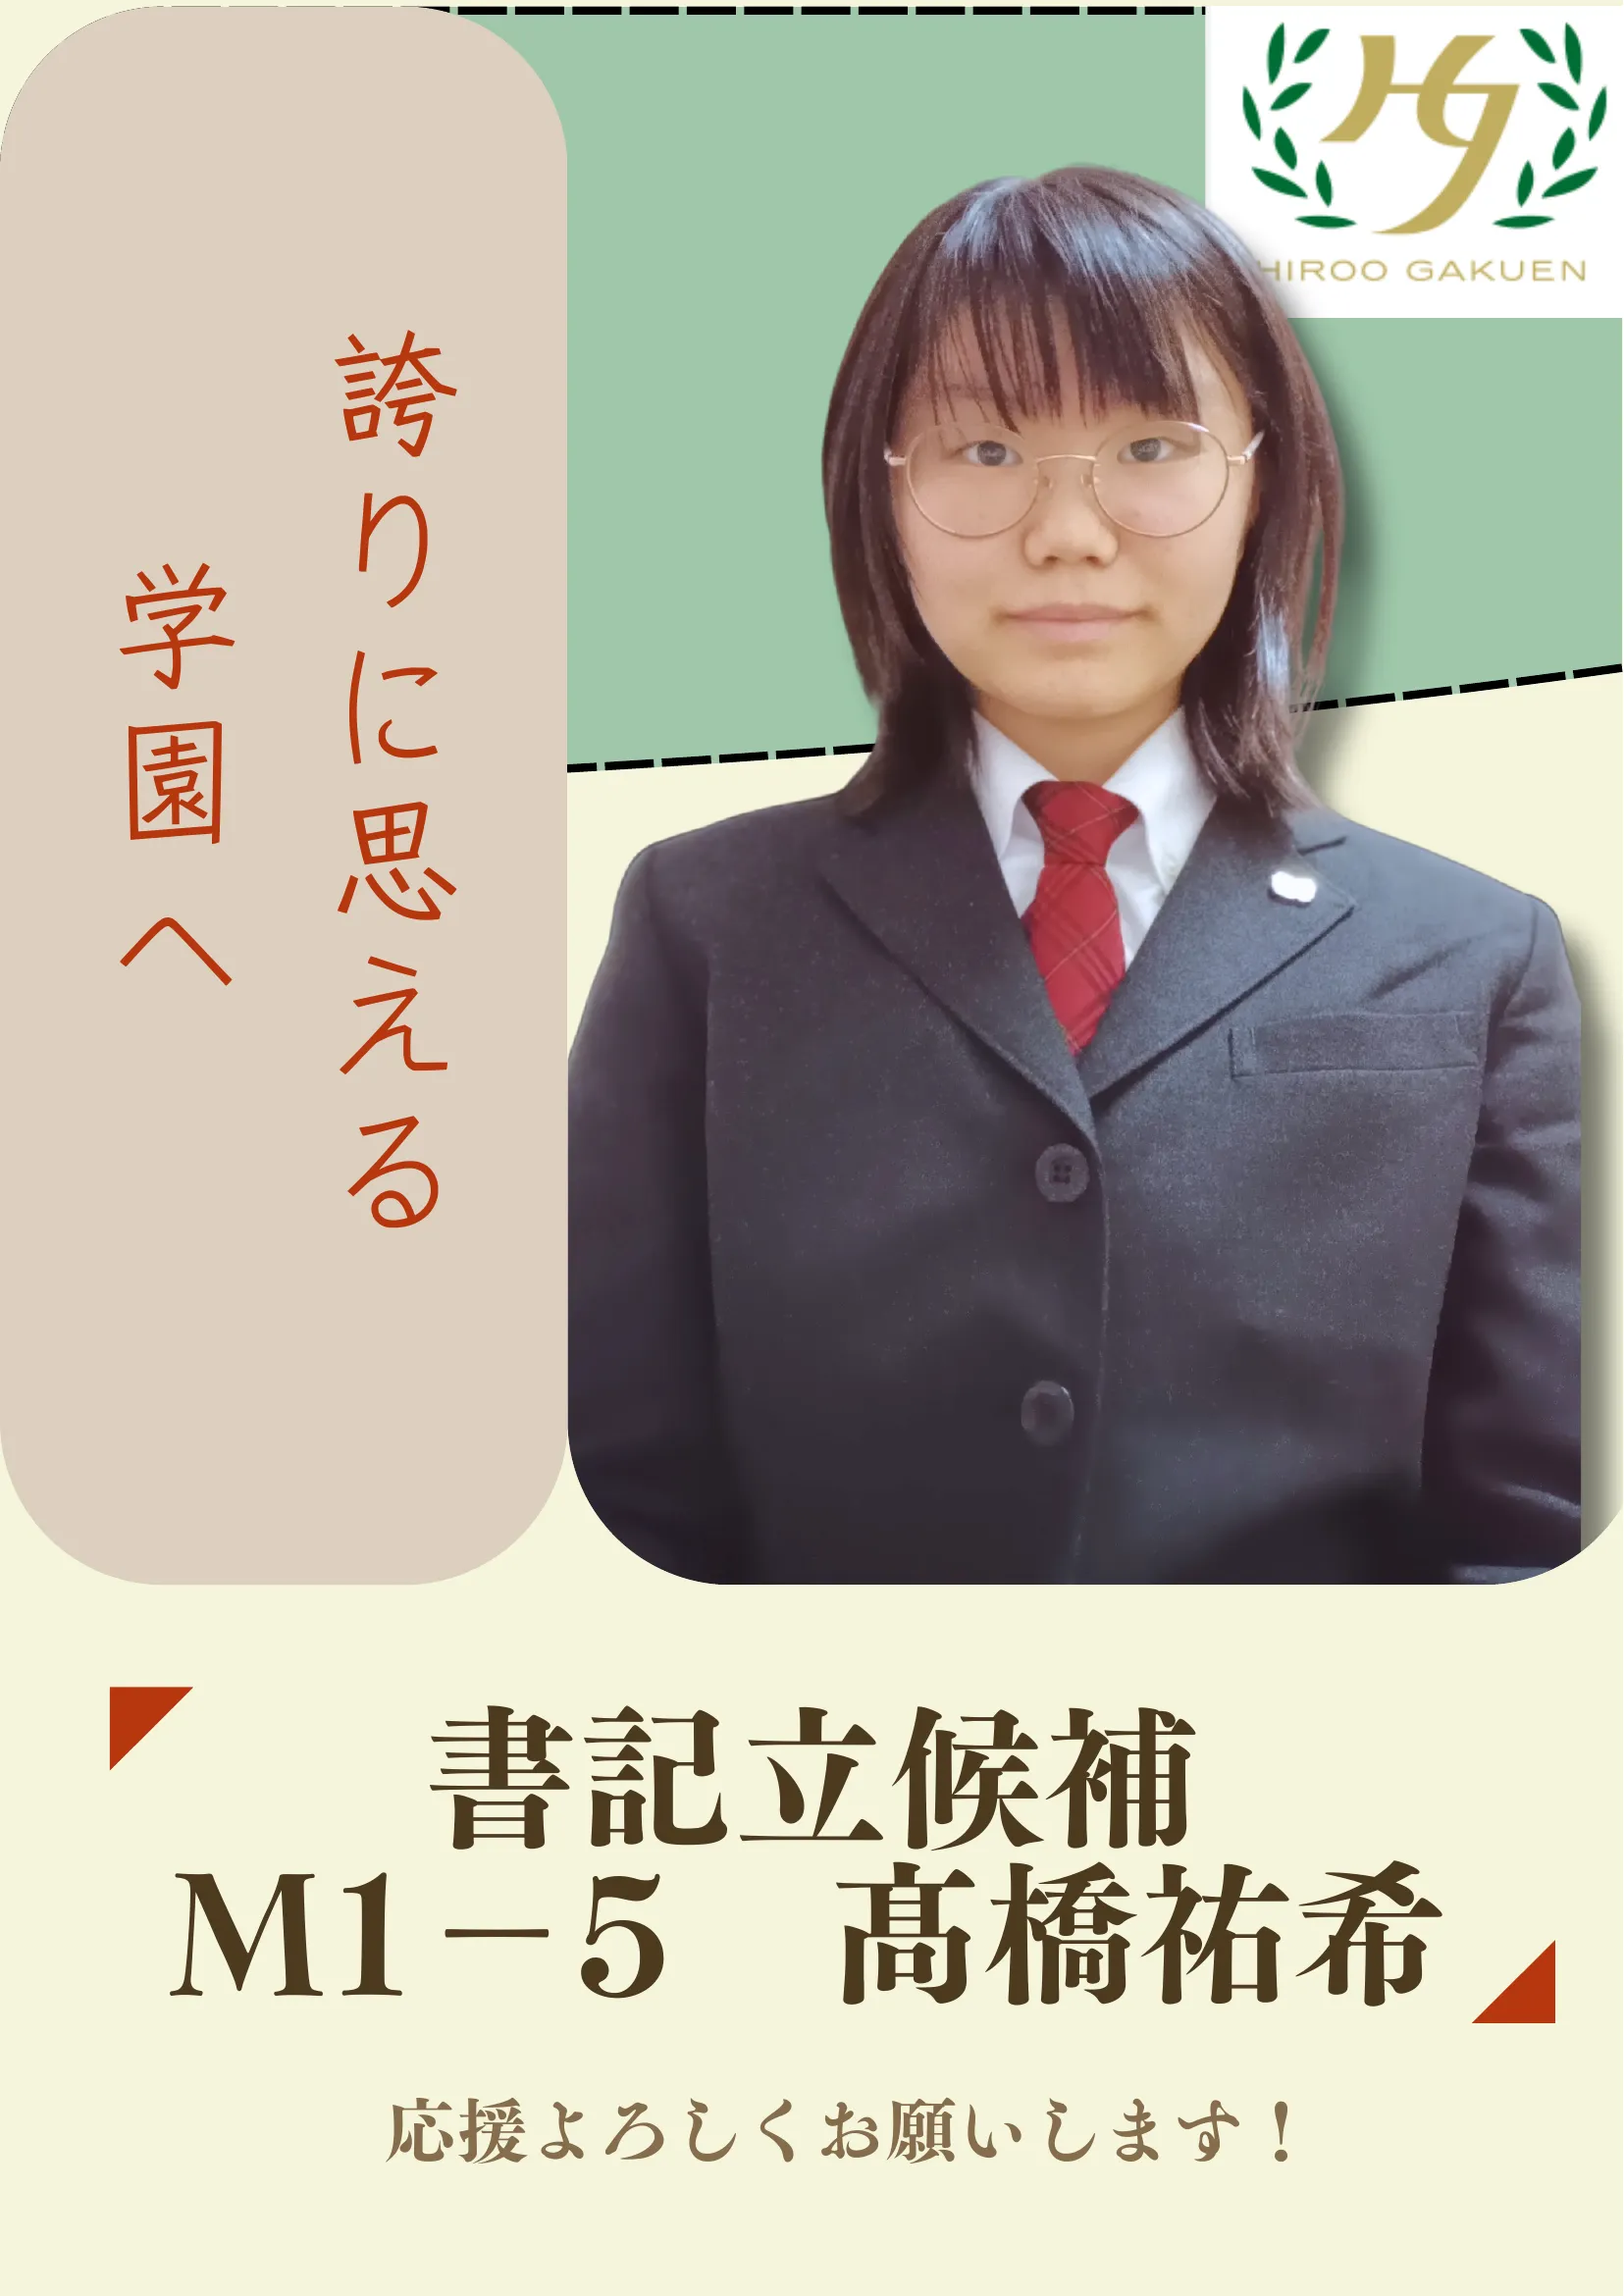 誇りに思える
学園へ
HIROO GAKUEN
書記立候補
M1－5　髙橋祐希
応援よろしくお願いします！